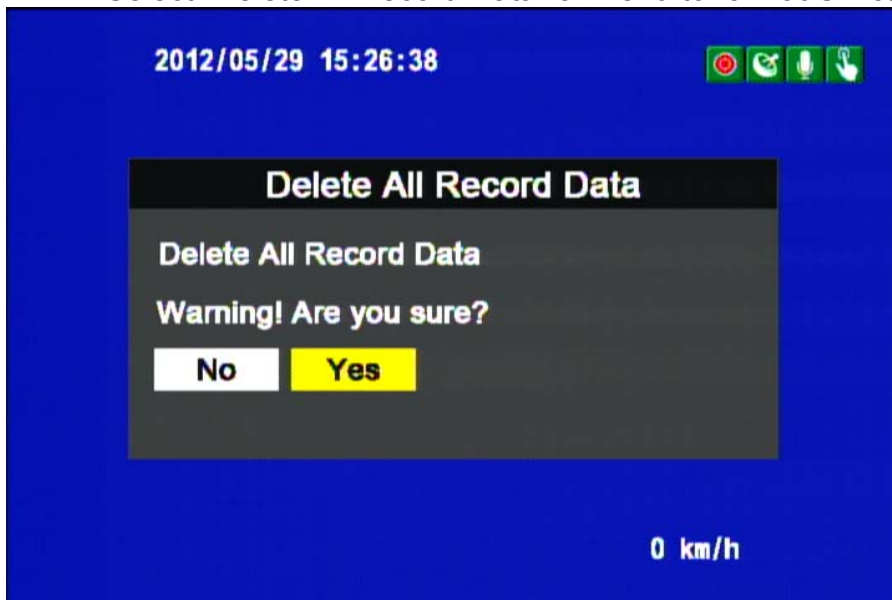 2012/05/29 15:26:38
Delete All Record Data
Delete All Record Data
Warning! Are you sure?
No Yes
0 km/h